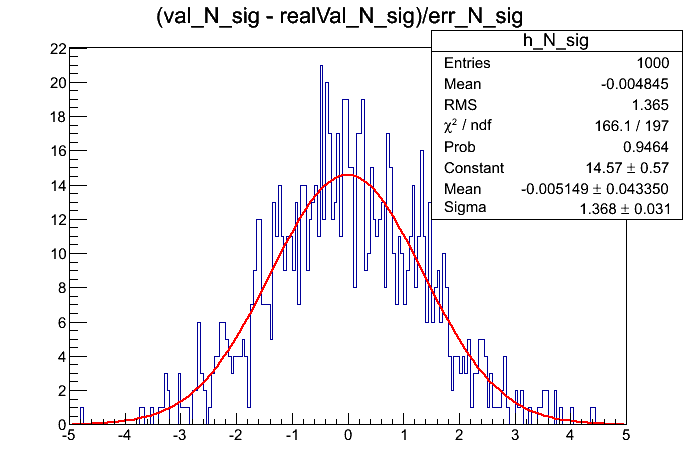 (val_N_sig - realVal_N_sig)/err_N_sig
h_N_sig
Entries 1000
Mean -0.004845
RMS 1.365
χ² / ndf 166.1 / 197
Prob 0.9464
Constant 14.57 ± 0.57
Mean -0.005149 ± 0.043350
Sigma 1.368 ± 0.031
22
20
18
16
14
12
10
8
6
4
2
0
-5 -4 -3 -2 -1 0 1 2 3 4 5